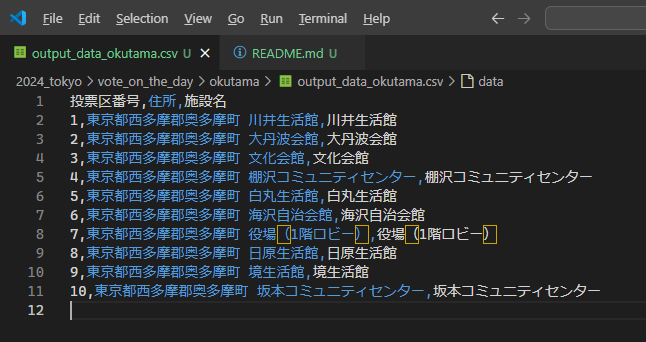 File Edit Selection View Go Run Terminal Help
output_data_okutama.csv U README.md U
2024_tokyo > vote_on_the_day > okutama > output_data_okutama.csv > data
1 投票区番号,住所,施設名
2 1,東京都西多摩郡奥多摩町 川井生活館,川井生活館
3 2,東京都西多摩郡奥多摩町 大丹波会館,大丹波会館
4 3,東京都西多摩郡奥多摩町 文化会館,文化会館
5 4,東京都西多摩郡奥多摩町 棚沢コミュニティセンター,棚沢コミュニティセンター
6 5,東京都西多摩郡奥多摩町 白丸生活館,白丸生活館
7 6,東京都西多摩郡奥多摩町 海沢自治会館,海沢自治会館
8 7,東京都西多摩郡奥多摩町 役場（1階ロビー）,役場（1階ロビー）
9 8,東京都西多摩郡奥多摩町 日原生活館,日原生活館
10 9,東京都西多摩郡奥多摩町 境生活館,境生活館
11 10,東京都西多摩郡奥多摩町 坂本コミュニティセンター,坂本コミュニティセンター
12